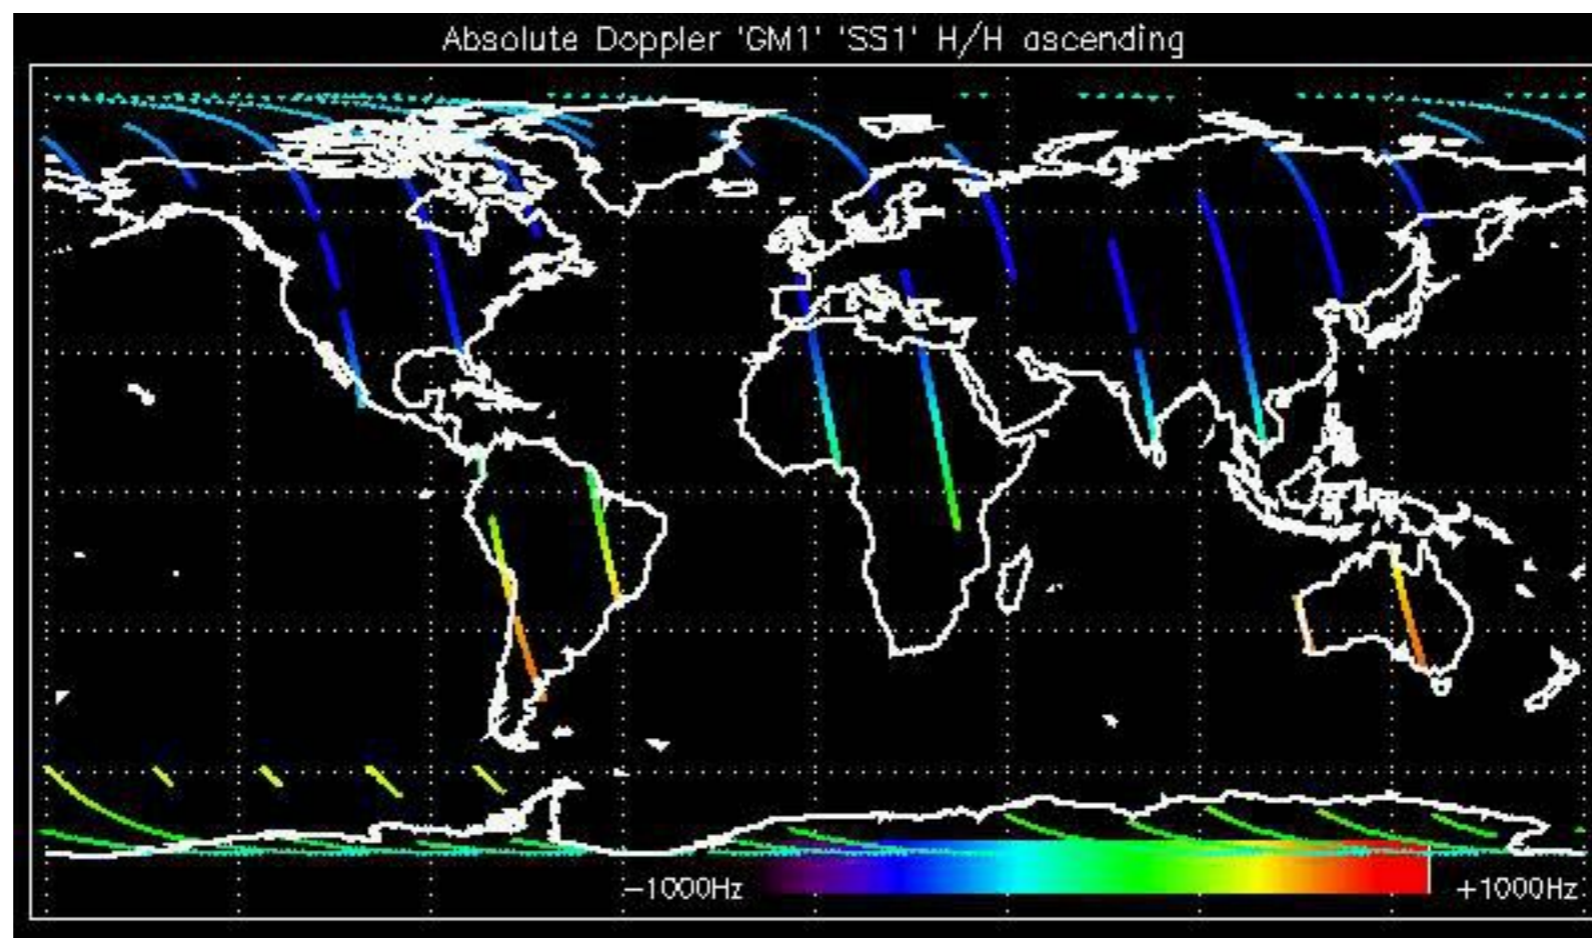 Absolute Doppler 'GM1' 'SS1' H/H ascending
−1000Hz
+1000Hz